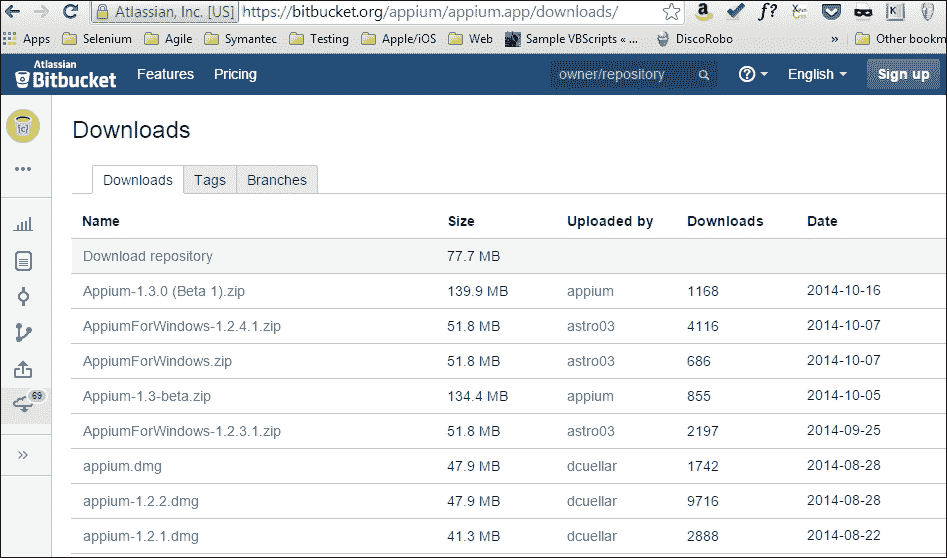 Atlassian, Inc. [US] https://bitbucket.org/appium/appium.app/downloads/
Apps Selenium Agile Symantec Testing Apple/iOS Web Sample VBScripts « ... DiscoRobo » Other bookm
Atlassian
Bitbucket Features Pricing owner/repository English Sign up
Downloads
Downloads Tags Branches
Name Size Uploaded by Downloads Date
Download repository 77.7 MB
Appium-1.3.0 (Beta 1).zip 139.9 MB appium 1168 2014-10-16
AppiumForWindows-1.2.4.1.zip 51.8 MB astro03 4116 2014-10-07
AppiumForWindows.zip 51.8 MB astro03 686 2014-10-07
Appium-1.3-beta.zip 134.4 MB appium 855 2014-10-05
AppiumForWindows-1.2.3.1.zip 51.8 MB astro03 2197 2014-09-25
69
appium.dmg 47.9 MB dcuellar 1742 2014-08-28
appium-1.2.2.dmg 47.9 MB dcuellar 9716 2014-08-28
appium-1.2.1.dmg 41.3 MB dcuellar 2888 2014-08-22